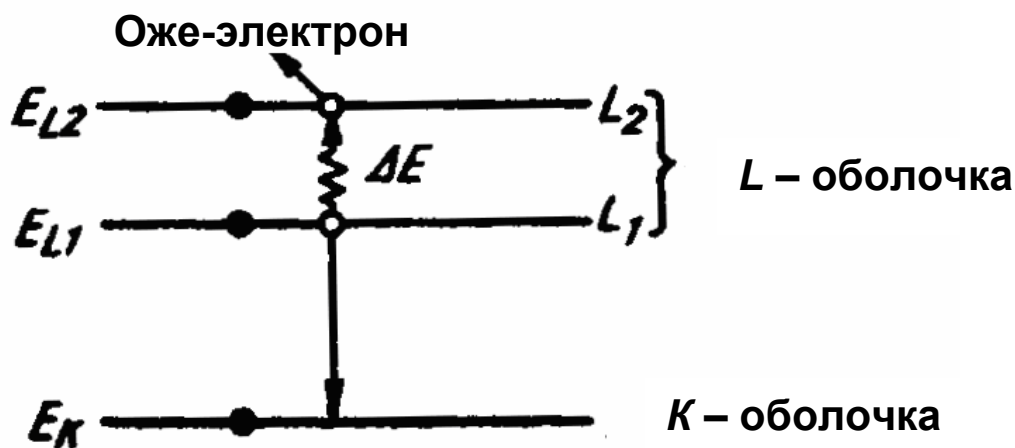 Оже-электрон
E_L2 L_2
ΔE
L – оболочка
E_L1 L_1
E_K К – оболочка